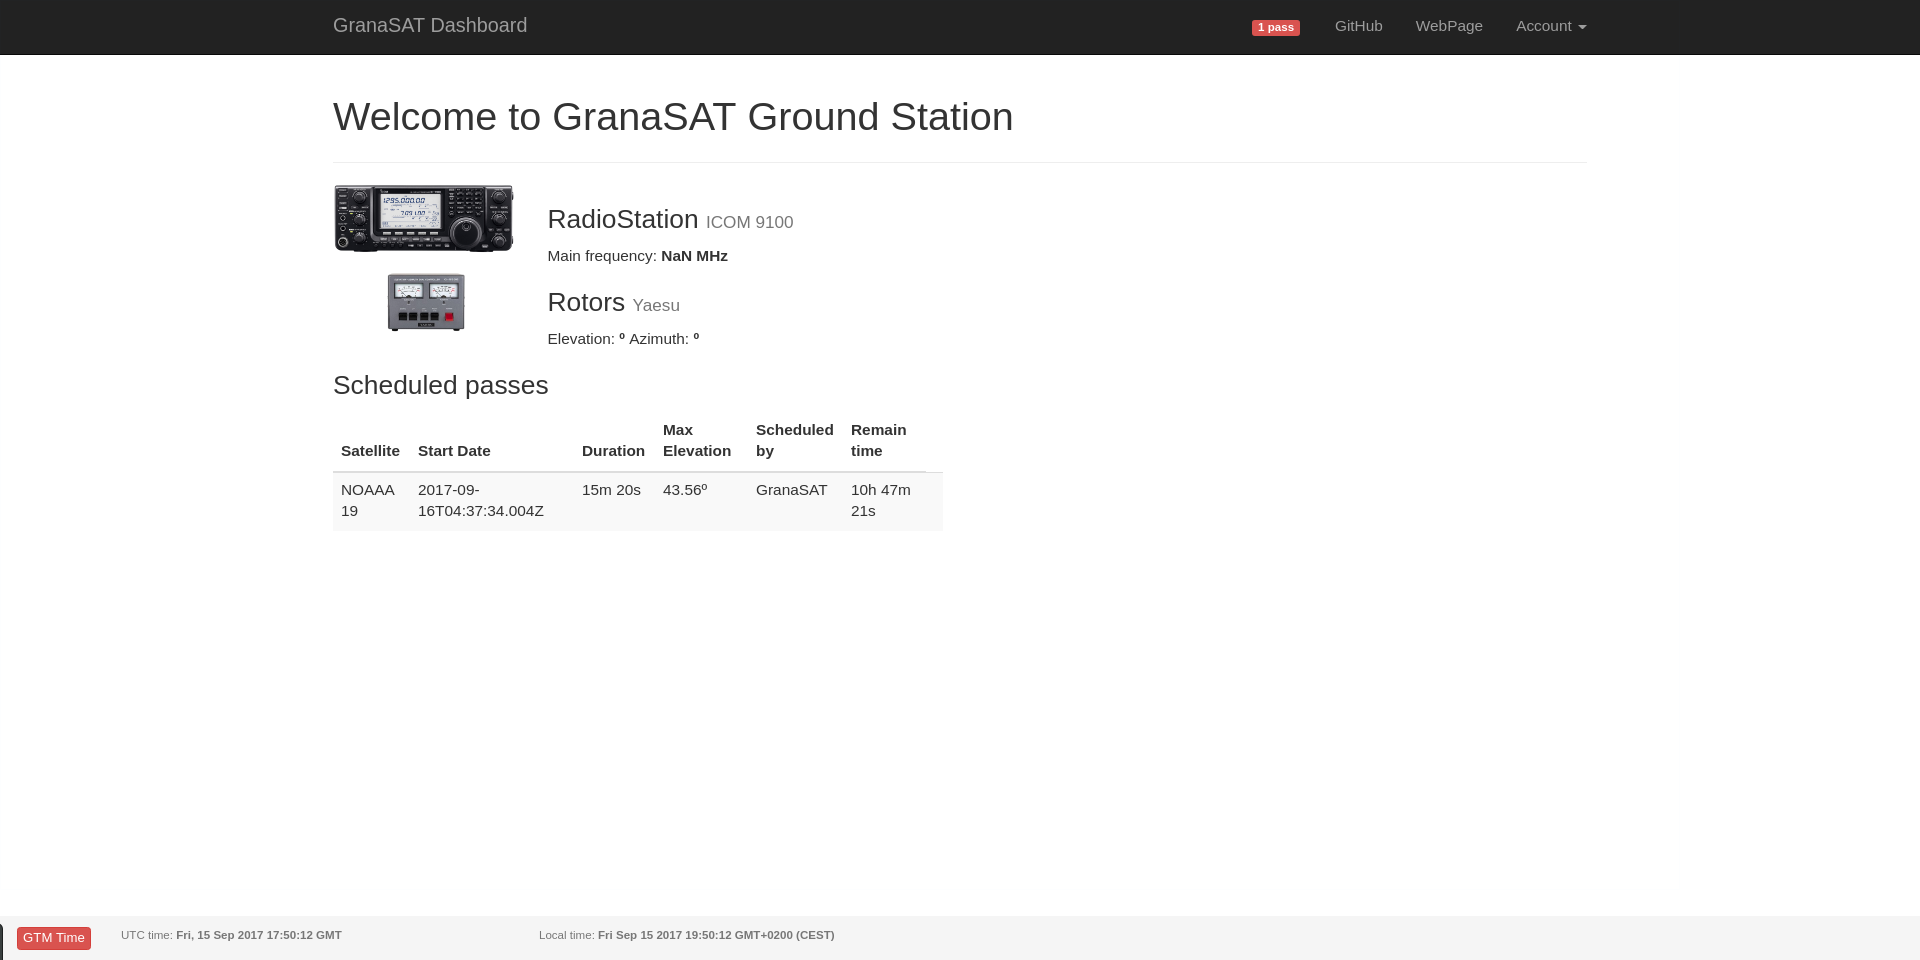 GranaSAT Dashboard
1 pass
GitHub
WebPage
Account
Welcome to GranaSAT Ground Station
RadioStation ICOM 9100
Main frequency: NaN MHz
Rotors Yaesu
Elevation: º Azimuth: º
Scheduled passes
Satellite
Start Date
Duration
Max
Elevation
Scheduled
by
Remain
time
NOAAA
19
2017-09-
16T04:37:34.004Z
15m 20s
43.56º
GranaSAT
10h 47m
21s
GTM Time
UTC time: Fri, 15 Sep 2017 17:50:12 GMT
Local time: Fri Sep 15 2017 19:50:12 GMT+0200 (CEST)